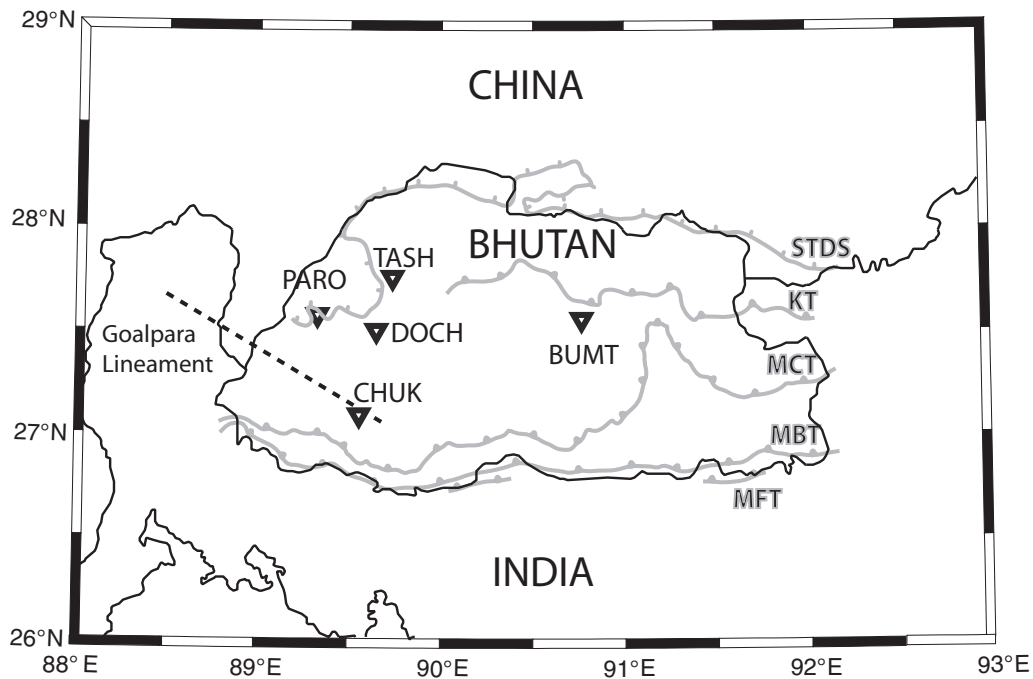 29°N
CHINA
28°N
BHUTAN
STDS
TASH
PARO
KT
Goalpara
Lineament
DOCH
BUMT
MCT
CHUK
27°N
MBT
MFT
INDIA
26°N
88° E
89°E
90°E
91°E
92°E
93°E